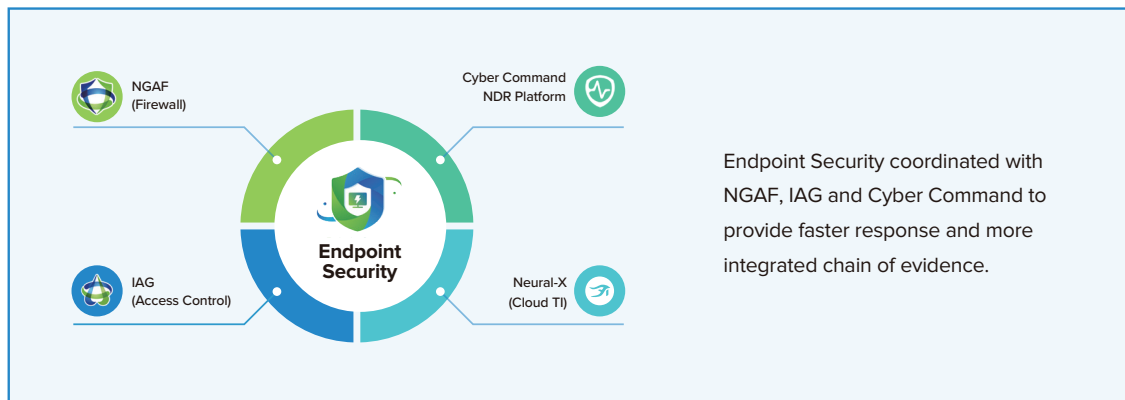 NGAF
(Firewall)
Cyber Command
NDR Platform
Endpoint
Security
IAG
(Access Control)
Neural-X
(Cloud TI)
Endpoint Security coordinated with
NGAF, IAG and Cyber Command to
provide faster response and more
integrated chain of evidence.